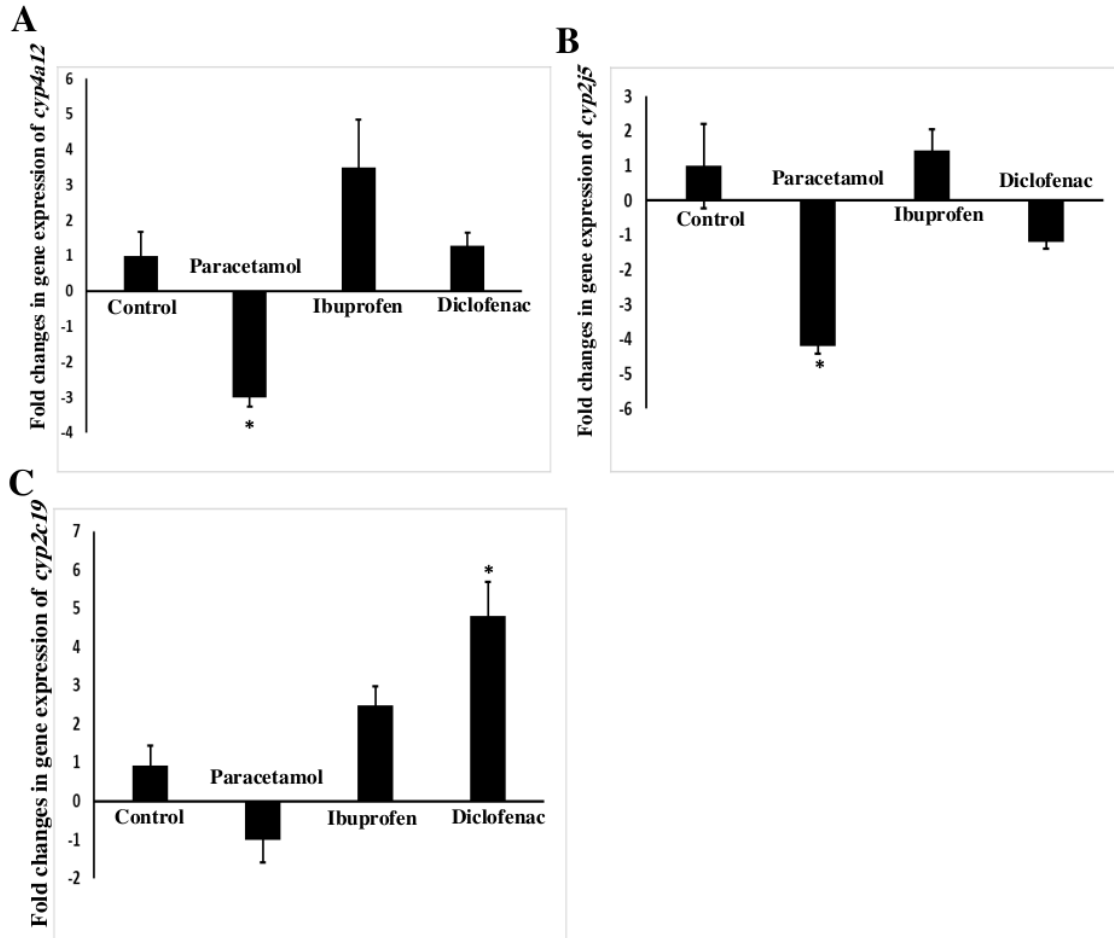 A
Fold changes in gene expression of cyp4a12
6
5
4
3
2
1
0
-1
-2
-3
-4
Paracetamol
Control
Ibuprofen
Diclofenac
*
B
Fold changes in gene expression of cyp2j5
3
2
1
0
-1
-2
-3
-4
-5
-6
Paracetamol
Diclofenac
Control
Ibuprofen
*
C
Fold changes in gene expression of cyp2c19
7
6
5
4
3
2
1
0
-1
-2
*
Paracetamol
Control
Ibuprofen
Diclofenac